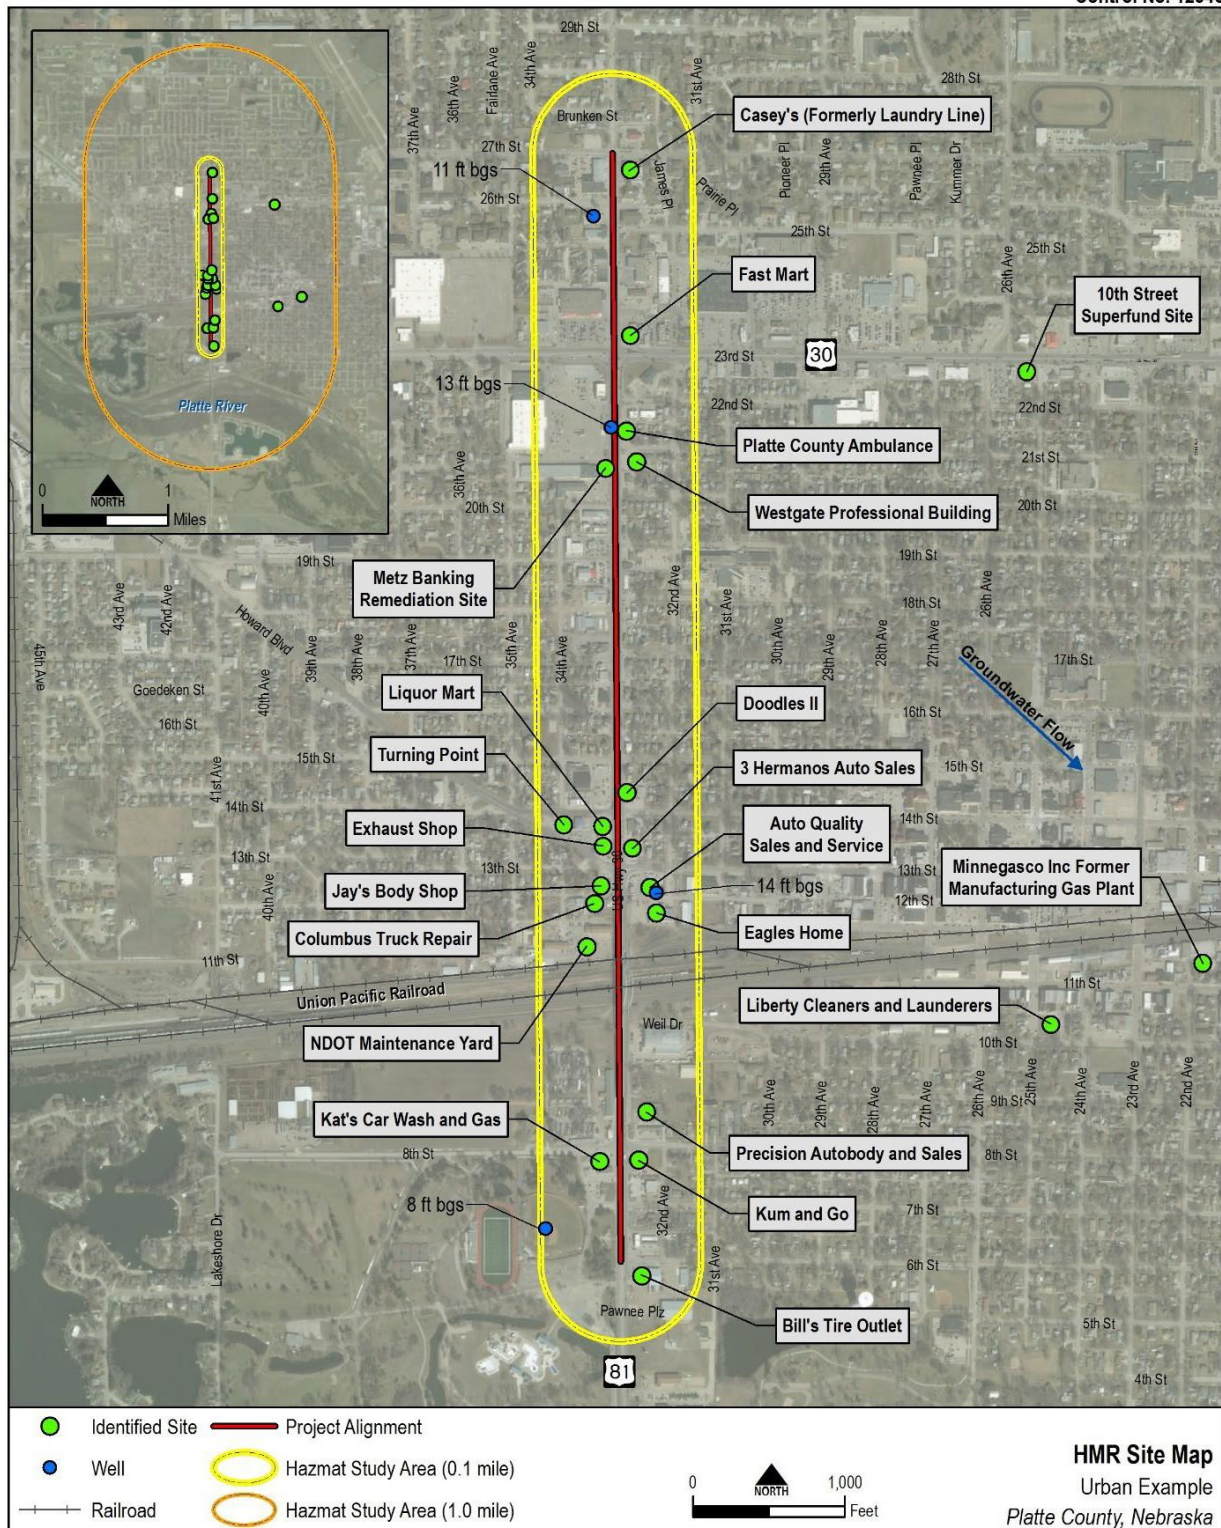 29th St
34th Ave
Fairlane Ave
36th Ave
37th Ave
31st Ave
28th St
Brunken St
27th St
Casey's (Formerly Laundry Line)
11 ft bgs
26th St
James Pl
Prairie Pl
Pioneer Pl
29th Ave
Pawnee Pl
Kummer Dr
25th St
26th Ave
25th St
Fast Mart
10th Street
Superfund Site
23rd St
30
13 ft bgs
22nd St
22nd St
Platte County Ambulance
21st St
36th Ave
20th St
Westgate Professional Building
20th St
Platte River
0
NORTH
1
Miles
19th St
19th St
Metz Banking
Remediation Site
43rd Ave
42nd Ave
Howard Blvd
32nd Ave
31st Ave
18th St
26th Ave
45th Ave
39th Ave
38th Ave
37th Ave
17th St
35th Ave
34th Ave
30th Ave
29th Ave
28th Ave
27th Ave
17th St
Groundwater Flow
Goedeken St
40th Ave
16th St
16th St
Liquor Mart
Doodles II
Turning Point
15th St
3 Hermanos Auto Sales
15th St
41st Ave
14th St
14th St
Exhaust Shop
Auto Quality
Sales and Service
13th St
13th St
13th St
Minnegasco Inc Former
Manufacturing Gas Plant
40th Ave
Jay's Body Shop
14 ft bgs
12th St
Columbus Truck Repair
Eagles Home
11th St
Union Pacific Railroad
11th St
Liberty Cleaners and Launderers
NDOT Maintenance Yard
Weil Dr
10th St
30th Ave
29th Ave
28th Ave
27th Ave
26th Ave
9th St
25th Ave
24th Ave
23rd Ave
22nd Ave
Kat's Car Wash and Gas
8th St
Precision Autobody and Sales
8th St
8 ft bgs
32nd Ave
Kum and Go
7th St
Lakeshore Dr
31st Ave
6th St
Pawnee Plz
Bill's Tire Outlet
5th St
81
4th St
Identified Site
Project Alignment
Well
Hazmat Study Area (0.1 mile)
Railroad
Hazmat Study Area (1.0 mile)
0
NORTH
1,000
Feet
HMR Site Map
Urban Example
Platte County, Nebraska